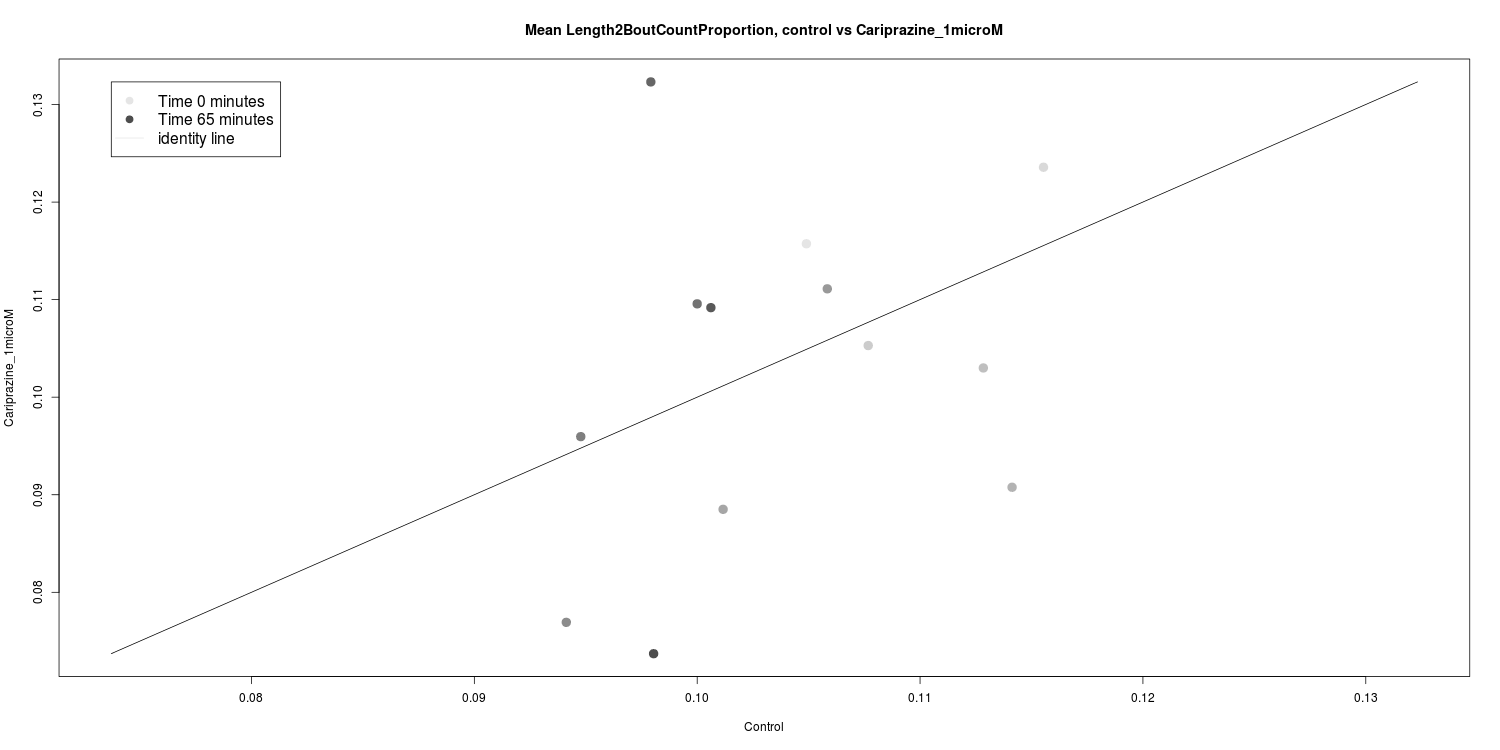 Mean Length2BoutCountProportion, control vs Cariprazine_1microM
Time 0 minutes
Time 65 minutes
identity line
Cariprazine_1microM
0.13
0.12
0.11
0.10
0.09
0.08
0.08 0.09 0.10 0.11 0.12 0.13
Control